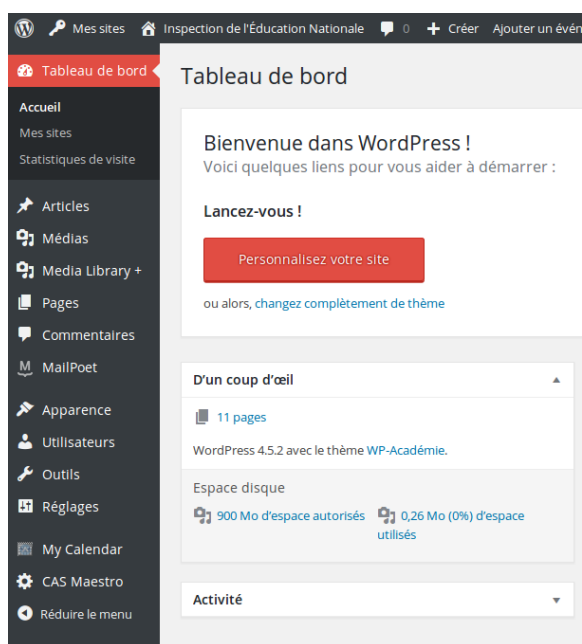 Mes sites Inspection de l'Éducation Nationale 0 Créer Ajouter un évén
Tableau de bord
Accueil
Mes sites
Statistiques de visite
Articles
Médias
Media Library +
Pages
Commentaires
MailPoet
Apparence
Utilisateurs
Outils
Réglages
My Calendar
CAS Maestro
Réduire le menu
Tableau de bord
Bienvenue dans WordPress !
Voici quelques liens pour vous aider à démarrer :
Lancez-vous !
Personnalisez votre site
ou alors, changez complètement de thème
D'un coup d'œil
11 pages
WordPress 4.5.2 avec le thème WP-Académie.
Espace disque
900 Mo d'espace autorisés
0,26 Mo (0%) d'espace
utilisés
Activité